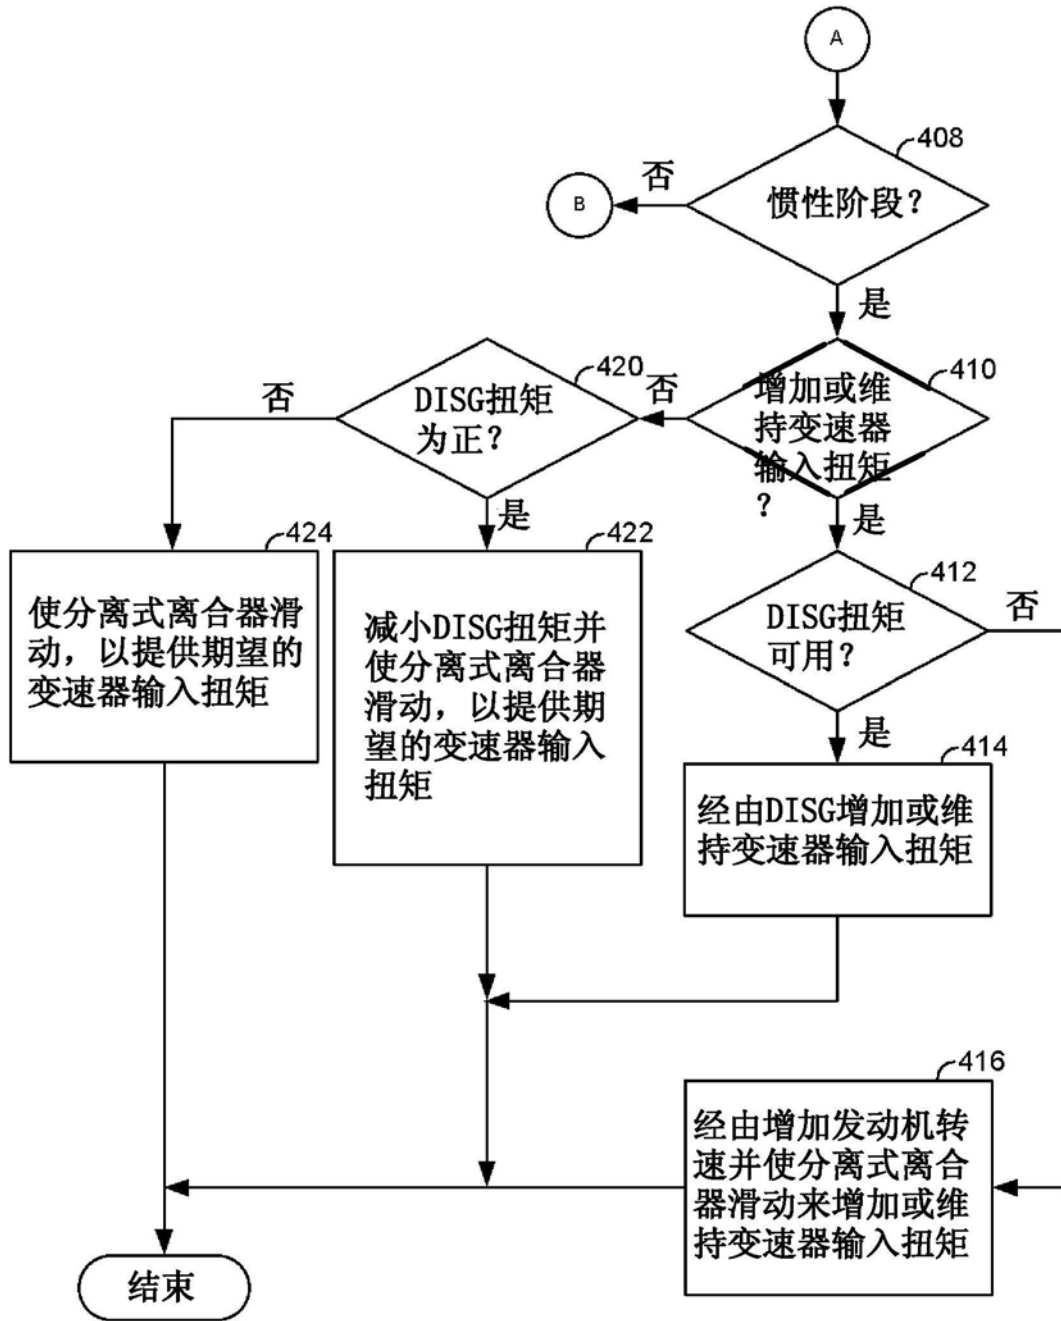 A
408
惯性阶段?
否
B
是
410
增加或维
持变速器
输入扭矩
?
否
420
DISG扭矩
为正?
否
是
是
424
使分离式离合器滑
动，以提供期望的
变速器输入扭矩
422
减小DISG扭矩并
使分离式离合器
滑动，以提供期
望的变速器输入
扭矩
412
DISG扭矩
可用?
否
是
414
经由DISG增加或维
持变速器输入扭矩
416
经由增加发动机转
速并使分离式离合
器滑动来增加或维
持变速器输入扭矩
结束